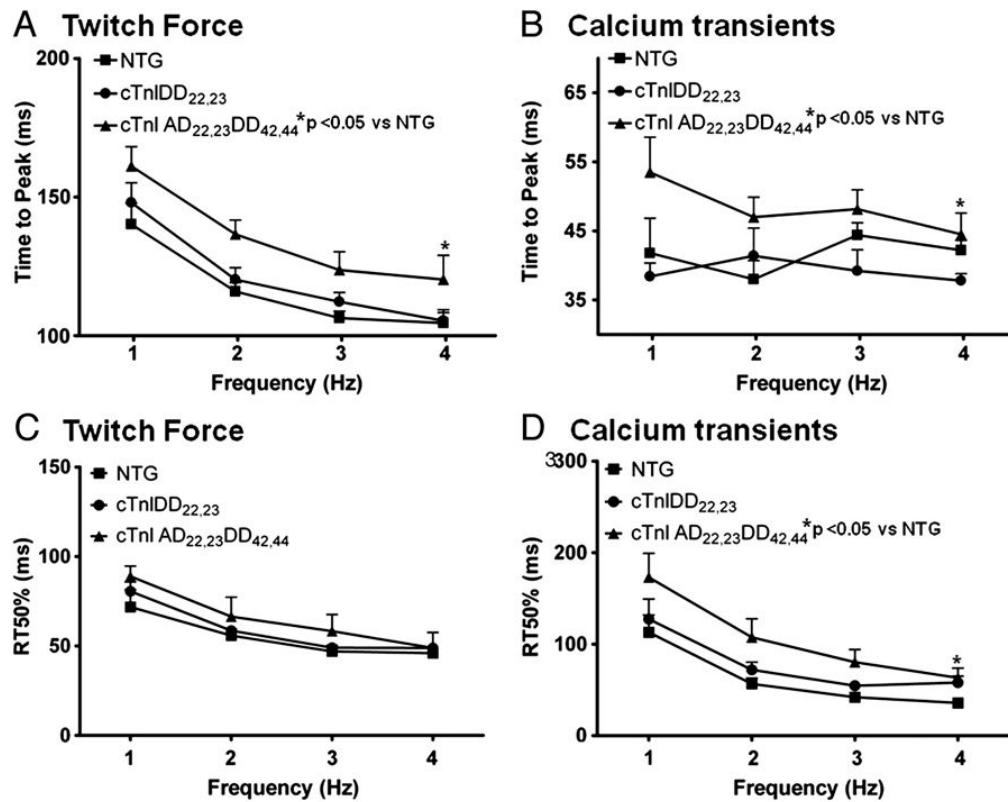 A Twitch Force
NTG
cTnIDD22,23
cTnI AD22,23DD42,44*p <0.05 vs NTG
Time to Peak (ms)
200
150
100
*
1 2 3 4
Frequency (Hz)
B Calcium transients
NTG
cTnIDD22,23
cTnI AD22,23DD42,44*p <0.05 vs NTG
Time to Peak (ms)
65
55
45
35
*
1 2 3 4
Frequency (Hz)
C Twitch Force
NTG
cTnIDD22,23
cTnI AD22,23DD42,44
RT50% (ms)
150
100
50
0
1 2 3 4
Frequency (Hz)
D Calcium transients
NTG
cTnIDD22,23
cTnI AD22,23DD42,44*p <0.05 vs NTG
RT50% (ms)
3300
200
100
0
*
1 2 3 4
Frequency (Hz)